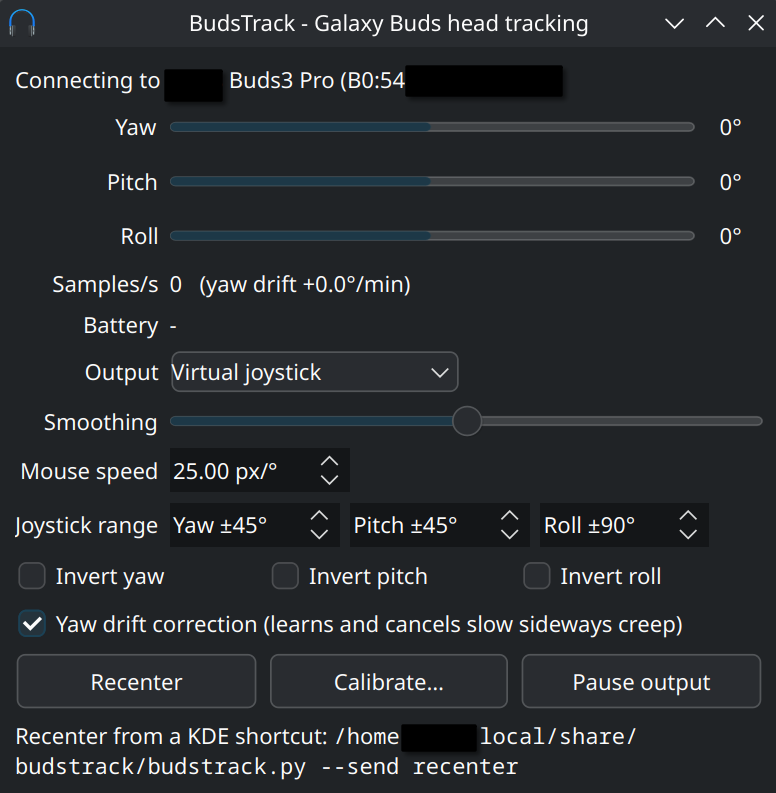 BudsTrack - Galaxy Buds head tracking
Connecting to Buds3 Pro (B0:54
Yaw 0°
Pitch 0°
Roll 0°
Samples/s 0 (yaw drift +0.0°/min)
Battery -
Output Virtual joystick
Smoothing
Mouse speed 25.00 px/°
Joystick range Yaw ±45° Pitch ±45° Roll ±90°
Invert yaw Invert pitch Invert roll
Yaw drift correction (learns and cancels slow sideways creep)
Recenter Calibrate... Pause output
Recenter from a KDE shortcut: /home local/share/
budstrack/budstrack.py --send recenter